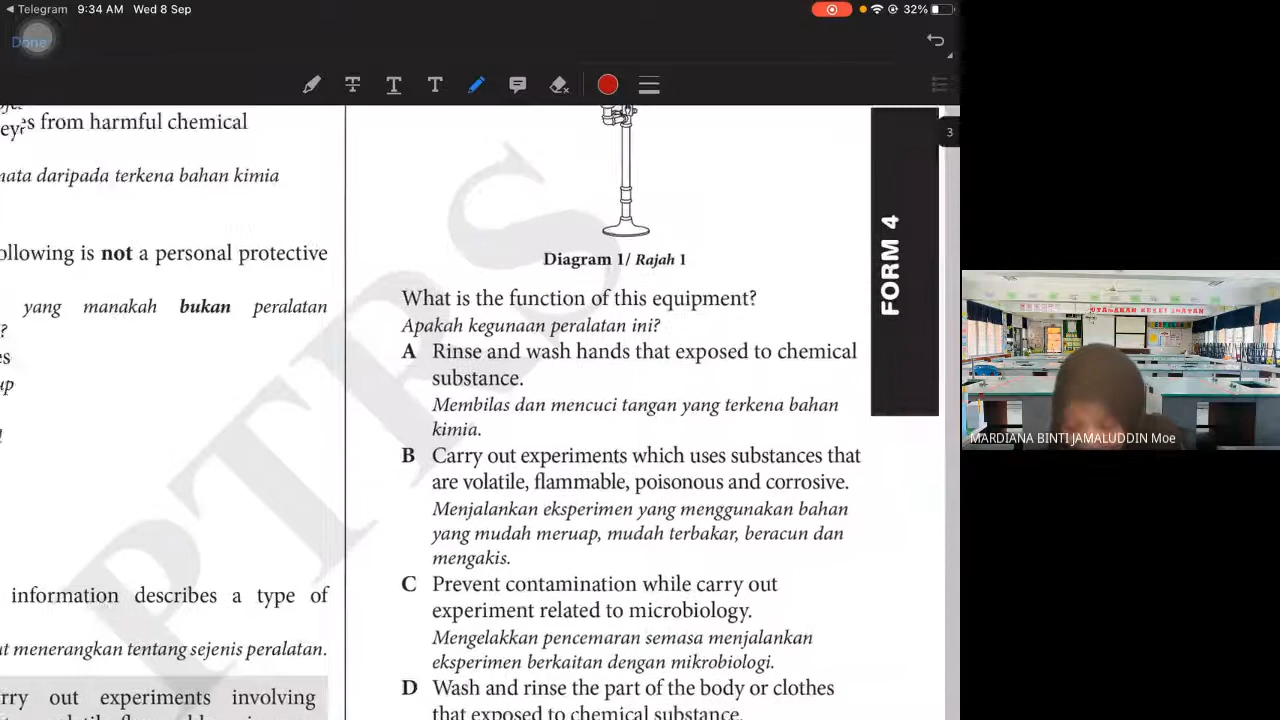 Telegram 9:34 AM Wed 8 Sep
32%
Done
3
es from harmful chemical
mata daripada terkena bahan kimia
ollowing is not a personal protective
yang manakah bukan peralatan
?
es
up
information describes a type of
ut menerangkan tentang sejenis peralatan.
rry out experiments involving
PTRS
Diagram 1/ Rajah 1
What is the function of this equipment?
Apakah kegunaan peralatan ini?
A Rinse and wash hands that exposed to chemical
substance.
Membilas dan mencuci tangan yang terkena bahan
kimia.
B Carry out experiments which uses substances that
are volatile, flammable, poisonous and corrosive.
Menjalankan eksperimen yang menggunakan bahan
yang mudah meruap, mudah terbakar, beracun dan
mengakis.
C Prevent contamination while carry out
experiment related to microbiology.
Mengelakkan pencemaran semasa menjalankan
eksperimen berkaitan dengan mikrobiologi.
D Wash and rinse the part of the body or clothes
that exposed to chemical substance.
FORM 4
UTAMAKAN KESELAMATAN
MARDIANA BINTI JAMALUDDIN Moe